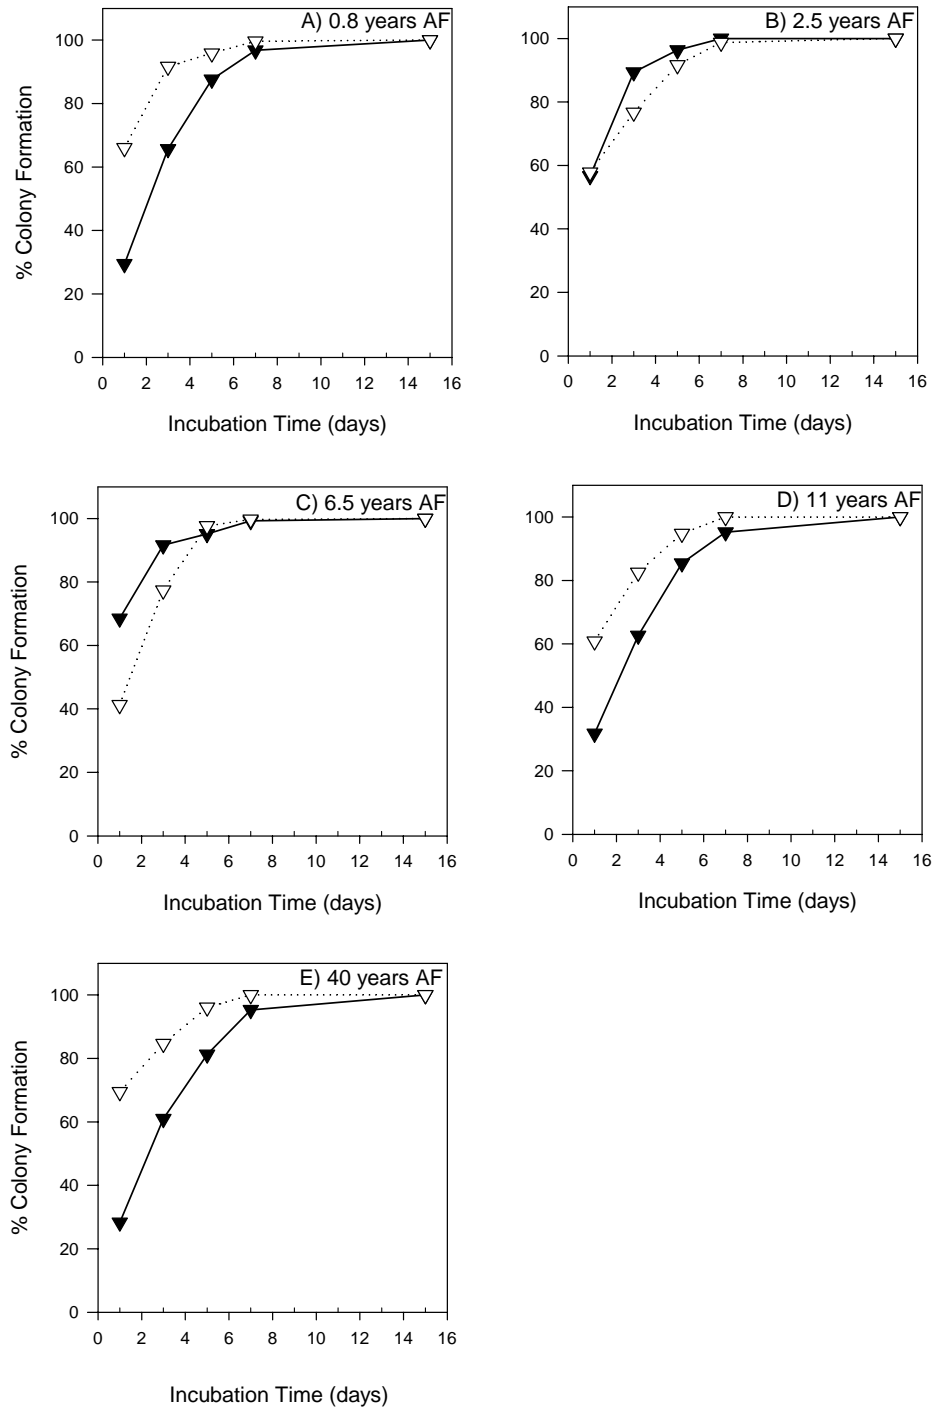 A) 0.8 years AF
100
80
60
40
20
0
% Colony Formation
0 2 4 6 8 10 12 14 16
Incubation Time (days)
B) 2.5 years AF
100
80
60
40
20
0
0 2 4 6 8 10 12 14 16
Incubation Time (days)
C) 6.5 years AF
100
80
60
40
20
0
% Colony Formation
0 2 4 6 8 10 12 14 16
Incubation Time (days)
D) 11 years AF
100
80
60
40
20
0
0 2 4 6 8 10 12 14 16
Incubation Time (days)
E) 40 years AF
100
80
60
40
20
0
% Colony Formation
0 2 4 6 8 10 12 14 16
Incubation Time (days)